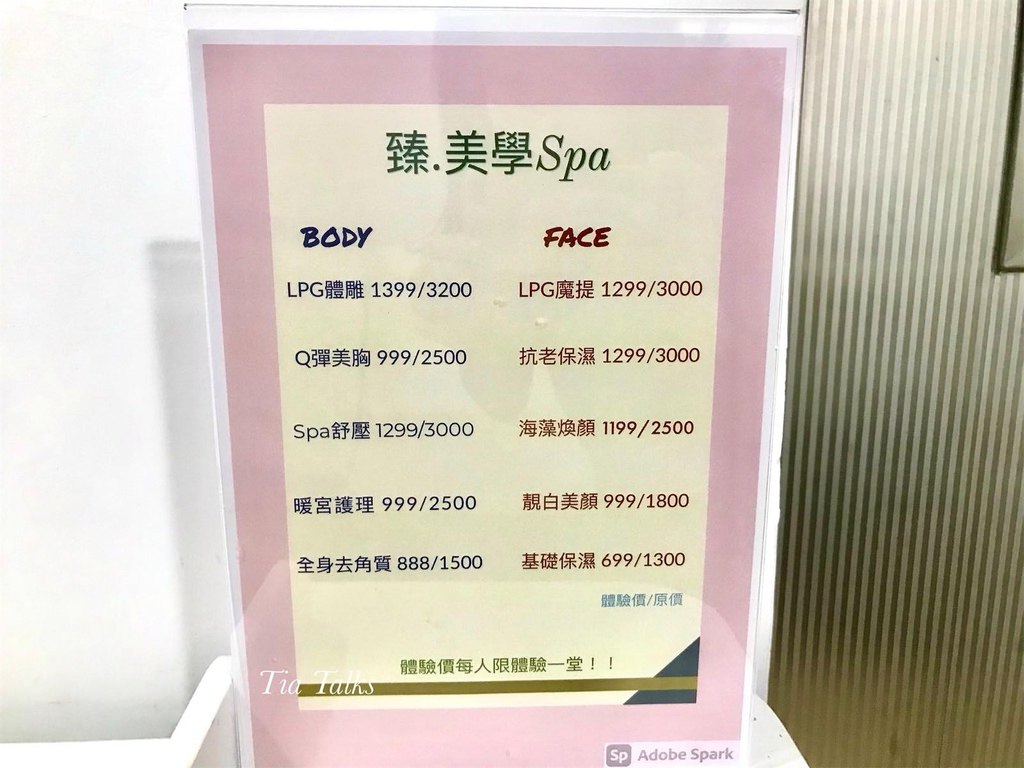 臻.美學Spa
BODY
FACE
LPG體雕 1399/3200
LPG魔提 1299/3000
Q彈美胸 999/2500
抗老保濕 1299/3000
Spa舒壓 1299/3000
海藻煥顏 1199/2500
暖宮護理 999/2500
靚白美顏 999/1800
全身去角質 888/1500
基礎保濕 699/1300
體驗價/原價
體驗價每人限體驗一堂！！
Tia Talks
Sp Adobe Spark